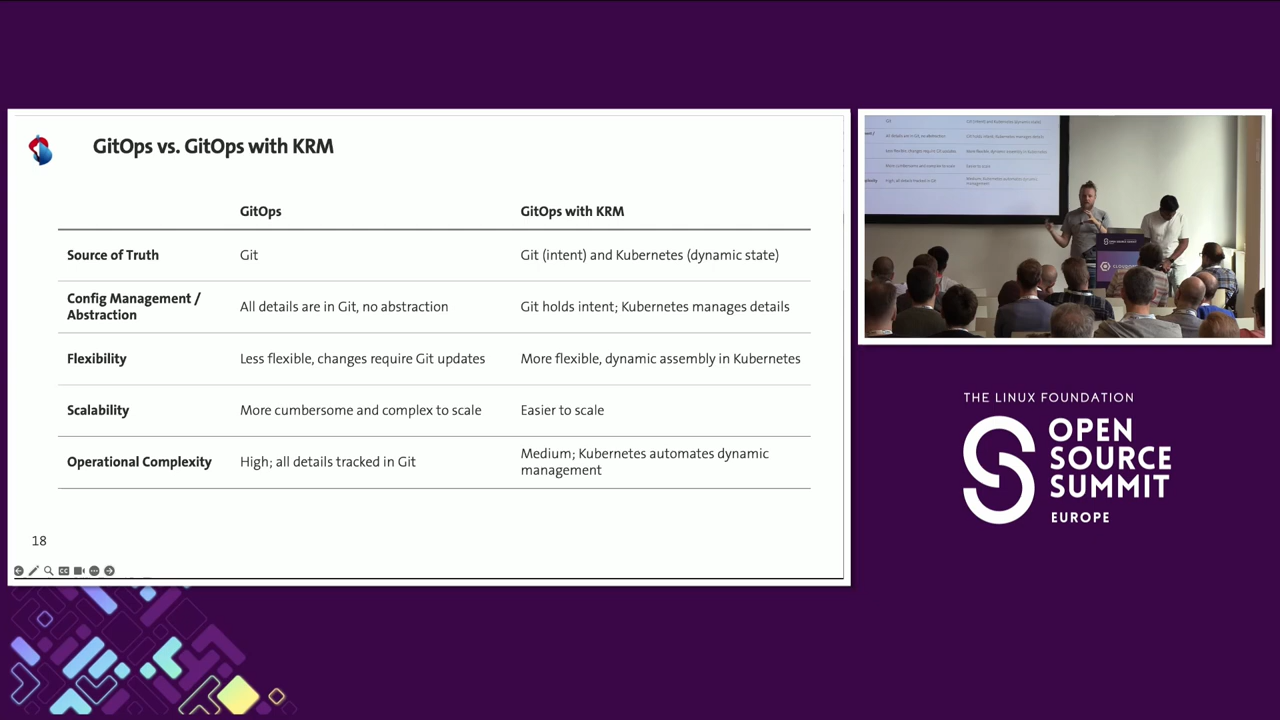 GitOps vs. GitOps with KRM
GitOps
GitOps with KRM
Source of Truth
Git
Git (intent) and Kubernetes (dynamic state)
Config Management /
Abstraction
All details are in Git, no abstraction
Git holds intent; Kubernetes manages details
Flexibility
Less flexible, changes require Git updates
More flexible, dynamic assembly in Kubernetes
Scalability
More cumbersome and complex to scale
Easier to scale
Operational Complexity
High; all details tracked in Git
Medium; Kubernetes automates dynamic
management
18
THE LINUX FOUNDATION
OPEN
SOURCE
SUMMIT
EUROPE